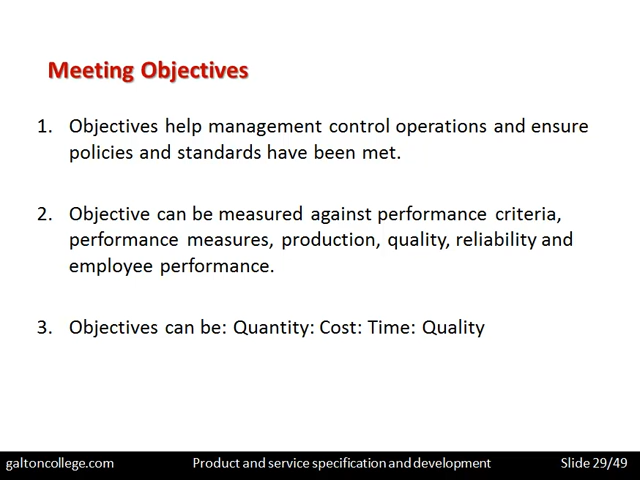 Meeting Objectives
1. Objectives help management control operations and ensure
policies and standards have been met.
2. Objective can be measured against performance criteria,
performance measures, production, quality, reliability and
employee performance.
3. Objectives can be: Quantity: Cost: Time: Quality
galtoncollege.com Product and service specification and development Slide 29/49